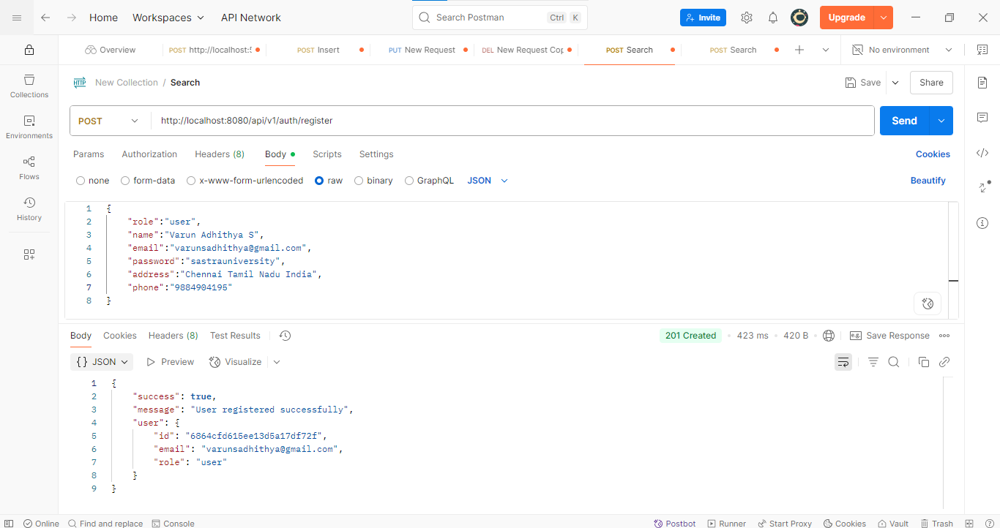 Home
Workspaces
API Network
Search Postman
Ctrl K
Invite
Upgrade
Overview
POST http://localhost:
POST Insert
PUT New Request
DEL New Request Cop
POST Search
POST Search
No environment
Collections
Environments
Flows
History
HTTP New Collection / Search
Save
Share
POST
http://localhost:8080/api/v1/auth/register
Send
Params Authorization Headers (8) Body Scripts Settings
Cookies
none form-data x-www-form-urlencoded raw binary GraphQL JSON
Beautify
1 {
2 "role":"user",
3 "name":"Varun Adhithya S",
4 "email":"varunsadhithya@gmail.com",
5 "password":"sastrauniversity",
6 "address":"Chennai Tamil Nadu India",
7 "phone":"9884904195"
8 }
Body Cookies Headers (8) Test Results
201 Created • 423 ms • 420 B
e.g. Save Response
{} JSON Preview Visualize
1 {
2 "success": true,
3 "message": "User registered successfully",
4 "user": {
5 "id": "6864cfd615ee13d5a17df72f",
6 "email": "varunsadhithya@gmail.com",
7 "role": "user"
8 }
9 }
Online Find and replace Console
Postbot Runner Start Proxy Cookies Vault Trash